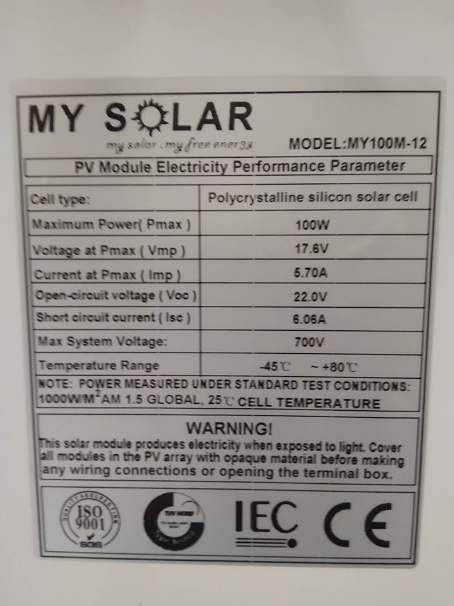 MY SOLAR
my solar . my free energy
MODEL:MY100M-12
PV Module Electricity Performance Parameter
Cell type: Polycrystalline silicon solar cell
Maximum Power( Pmax ) 100W
Voltage at Pmax ( Vmp ) 17.6V
Current at Pmax ( Imp ) 5.70A
Open-circuit voltage ( Voc ) 22.0V
Short circuit current ( Isc ) 6.06A
Max System Voltage: 700V
Temperature Range -45℃ ~ +80℃
NOTE: POWER MEASURED UNDER STANDARD TEST CONDITIONS:
1000W/M² AM 1.5 GLOBAL, 25℃ CELL TEMPERATURE
WARNING!
This solar module produces electricity when exposed to light. Cover
all modules in the PV array with opaque material before making
any wiring connections or opening the terminal box.
ISO
9001
SGS
TUV NORD
IEC
CE